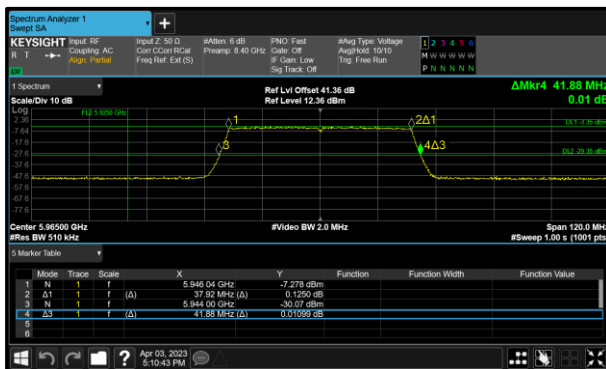 Spectrum Analyzer 1
Swept SA
KEYSIGHT Input: RF Input Z: 50 Ω #Atten: 6 dB PNO: Fast #Avg Type: Voltage 1 2 3 4 5 6
R T Coupling: AC Corr CCorr RCal Preamp: 8.40 GHz Gate: Off Avg|Hold: 10/10 M W W W W W
Align: Partial Freq Ref: Ext (S) IF Gain: Low Trig: Free Run
Sig Track: Off P N N N N N
1 Spectrum Ref Lvl Offset 41.36 dB ΔMkr4 41.88 MHz
Scale/Div 10 dB Ref Level 12.36 dBm 0.01 dB
Log
2.36 FL2 5.9250 GHz 1 2Δ1 DL1 -3.35 dBm
-7.64
-17.6 3 4Δ3
-27.6 DL2 -29.35 dBm
-37.6
-47.6
-57.6
-67.6
-77.6
Center 5.96500 GHz #Video BW 2.0 MHz Span 120.0 MHz
#Res BW 510 kHz #Sweep 1.00 s (1001 pts)
5 Marker Table
Mode Trace Scale X Y Function Function Width Function Value
1 N 1 f 5.946 04 GHz -7.278 dBm
2 Δ1 1 f (Δ) 37.92 MHz (Δ) 0.1250 dB
3 N 1 f 5.944 00 GHz -30.07 dBm
4 Δ3 1 f (Δ) 41.88 MHz (Δ) 0.01099 dB
5
6
? Apr 03, 2023
5:10:43 PM